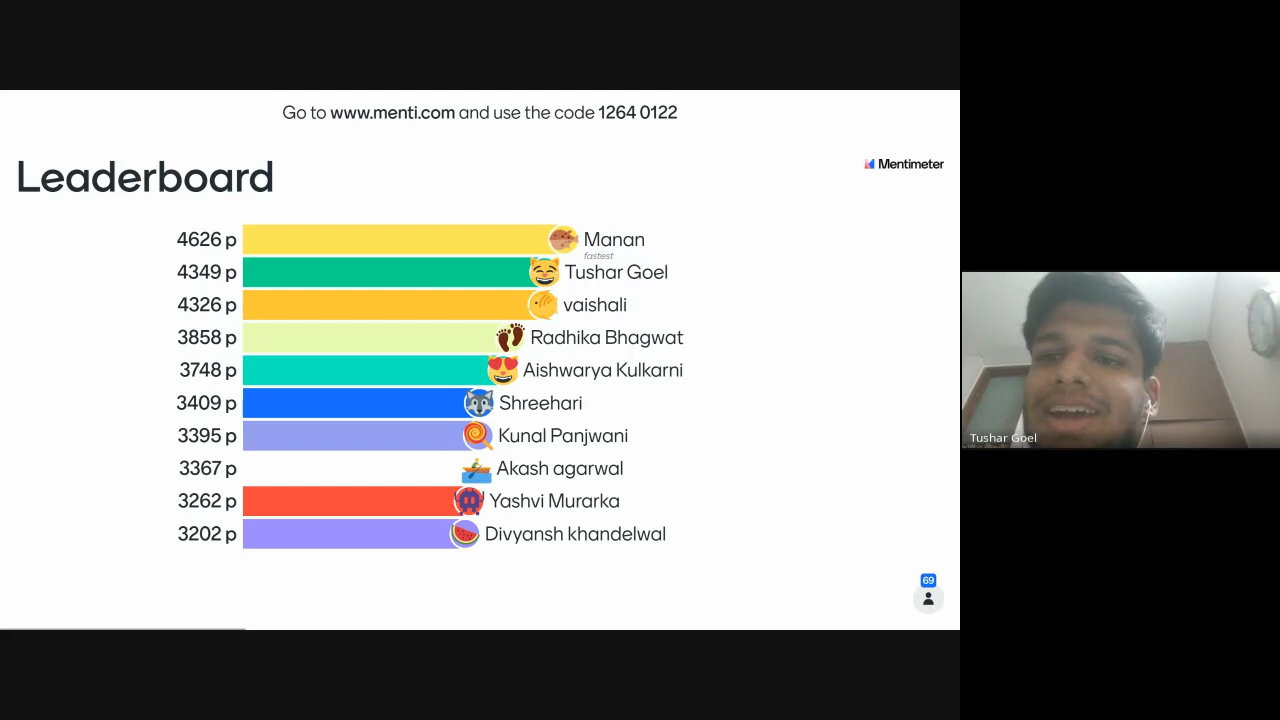 Go to www.menti.com and use the code 1264 0122
Leaderboard
Mentimeter
4626 p Manan
fastest
4349 p Tushar Goel
4326 p vaishali
3858 p Radhika Bhagwat
3748 p Aishwarya Kulkarni
3409 p Shreehari
3395 p Kunal Panjwani
3367 p Akash agarwal
3262 p Yashvi Murarka
3202 p Divyansh khandelwal
69
Tushar Goel